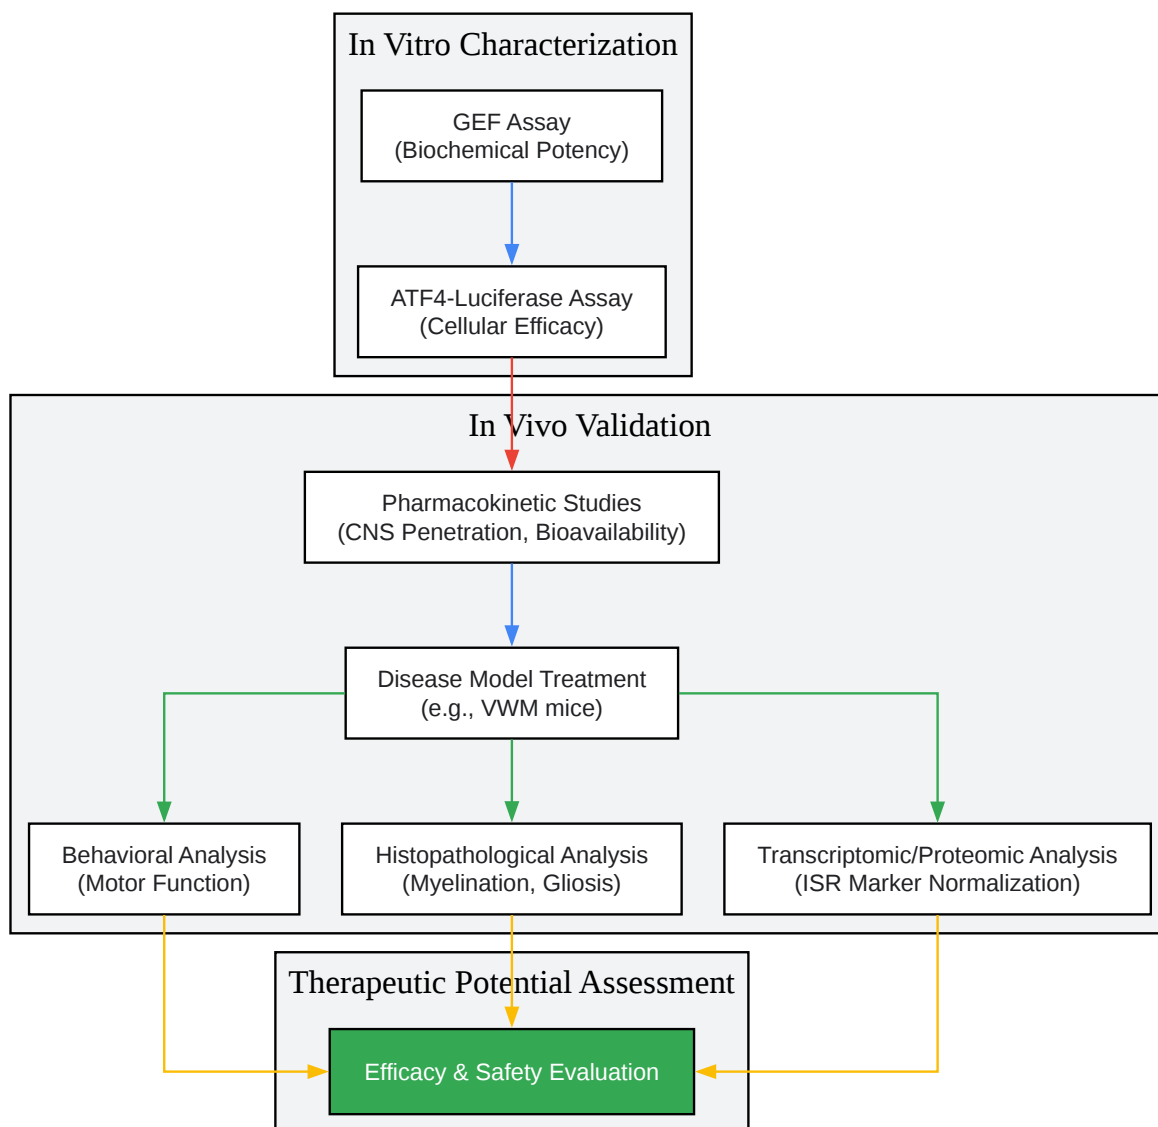 In Vitro Characterization
GEF Assay
(Biochemical Potency)
ATF4-Luciferase Assay
(Cellular Efficacy)
In Vivo Validation
Pharmacokinetic Studies
(CNS Penetration, Bioavailability)
Disease Model Treatment
(e.g., VWM mice)
Behavioral Analysis
(Motor Function)
Histopathological Analysis
(Myelination, Gliosis)
Transcriptomic/Proteomic Analysis
(ISR Marker Normalization)
Therapeutic Potential Assessment
Efficacy & Safety Evaluation